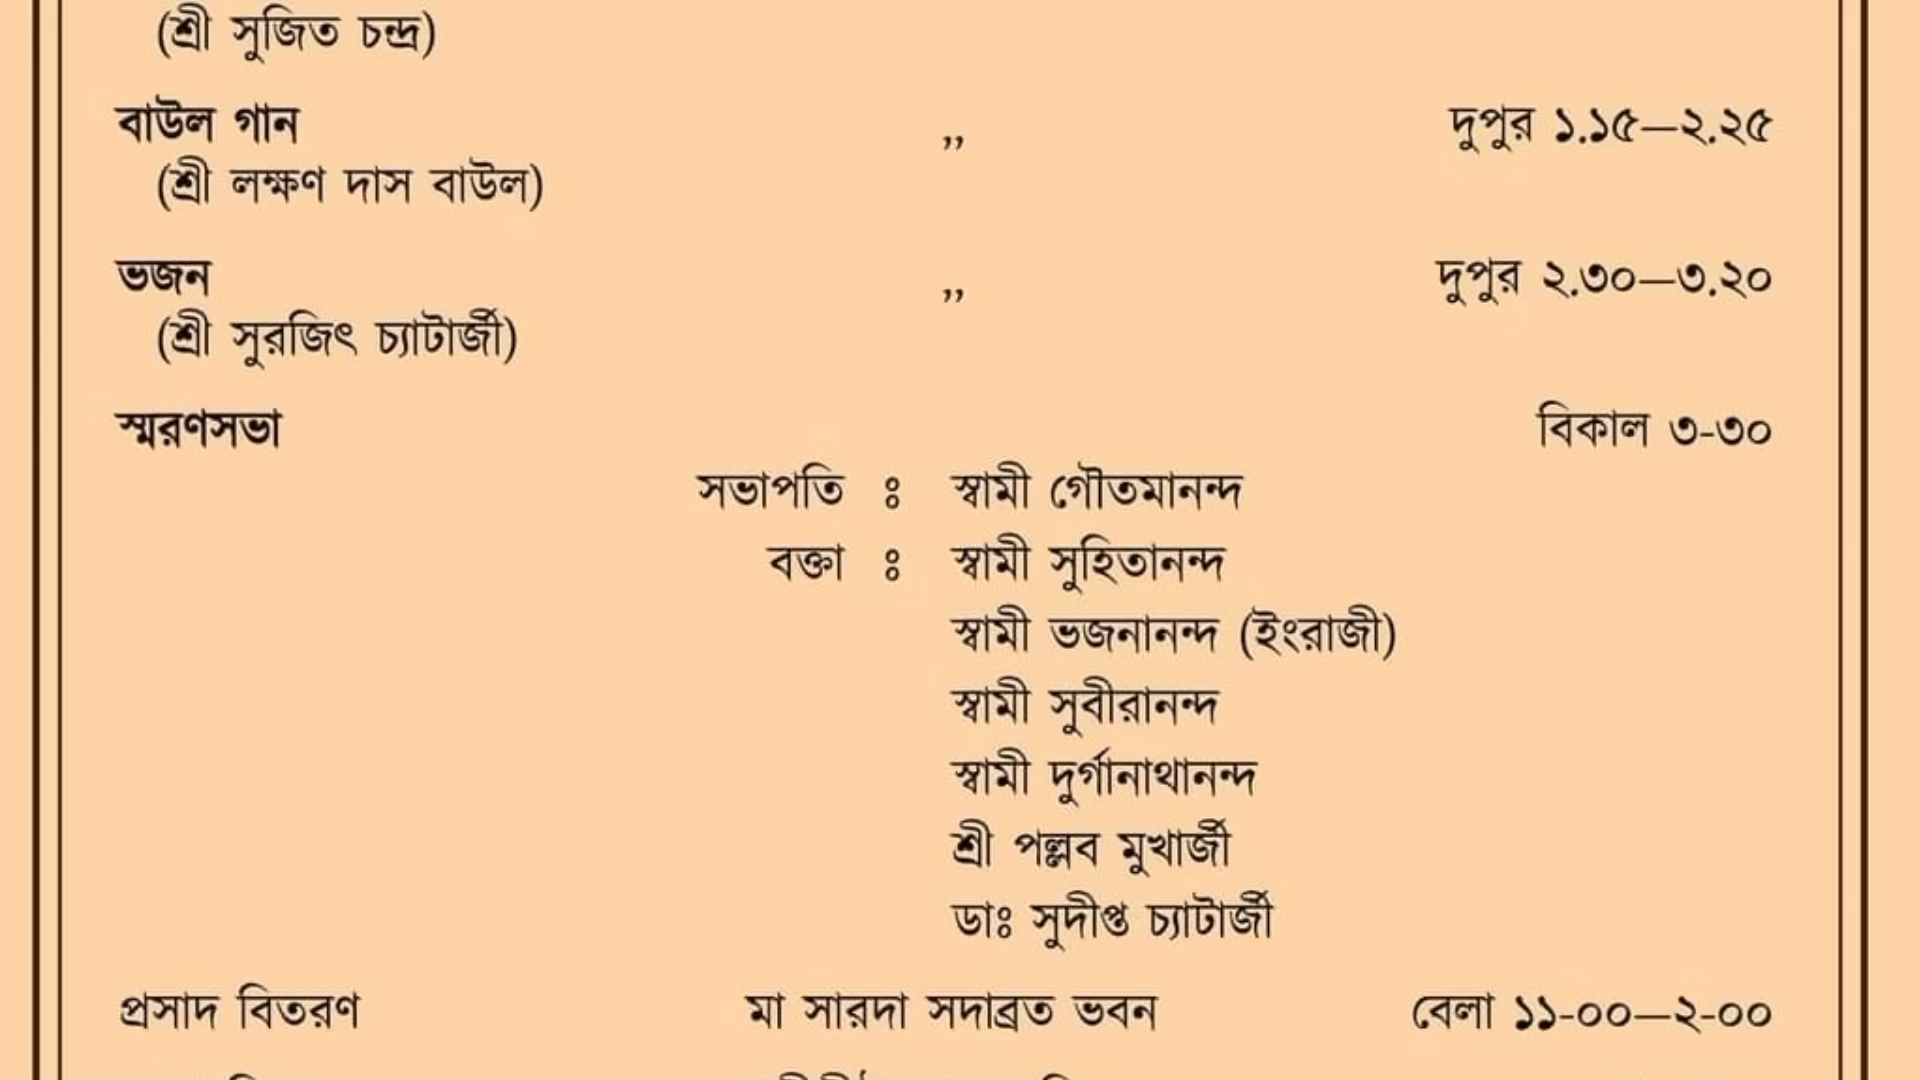 (শ্রী সুজিত চন্দ্র)
বাউল গান ,, দুপুর ১.১৫—২.২৫
(শ্রী লক্ষণ দাস বাউল)
ভজন ,, দুপুর ২.৩০—৩.২০
(শ্রী সুরজিৎ চ্যাটার্জী)
স্মরণসভা বিকাল ৩-৩০
সভাপতি ঃ স্বামী গৌতমানন্দ
বক্তা ঃ স্বামী সুহিতানন্দ
স্বামী ভজনানন্দ (ইংরাজী)
স্বামী সুবীরানন্দ
স্বামী দুর্গানাথানন্দ
শ্রী পল্লব মুখার্জী
ডাঃ সুদীপ্ত চ্যাটার্জী
প্রসাদ বিতরণ মা সারদা সদাব্রত ভবন বেলা ১১-০০—২-০০